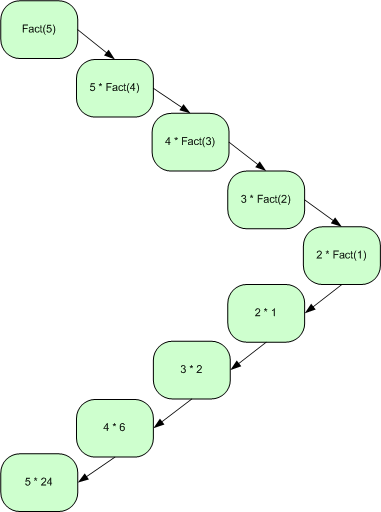 Fact(5)
5 * Fact(4)
4 * Fact(3)
3 * Fact(2)
2 * Fact(1)
2 * 1
3 * 2
4 * 6
5 * 24